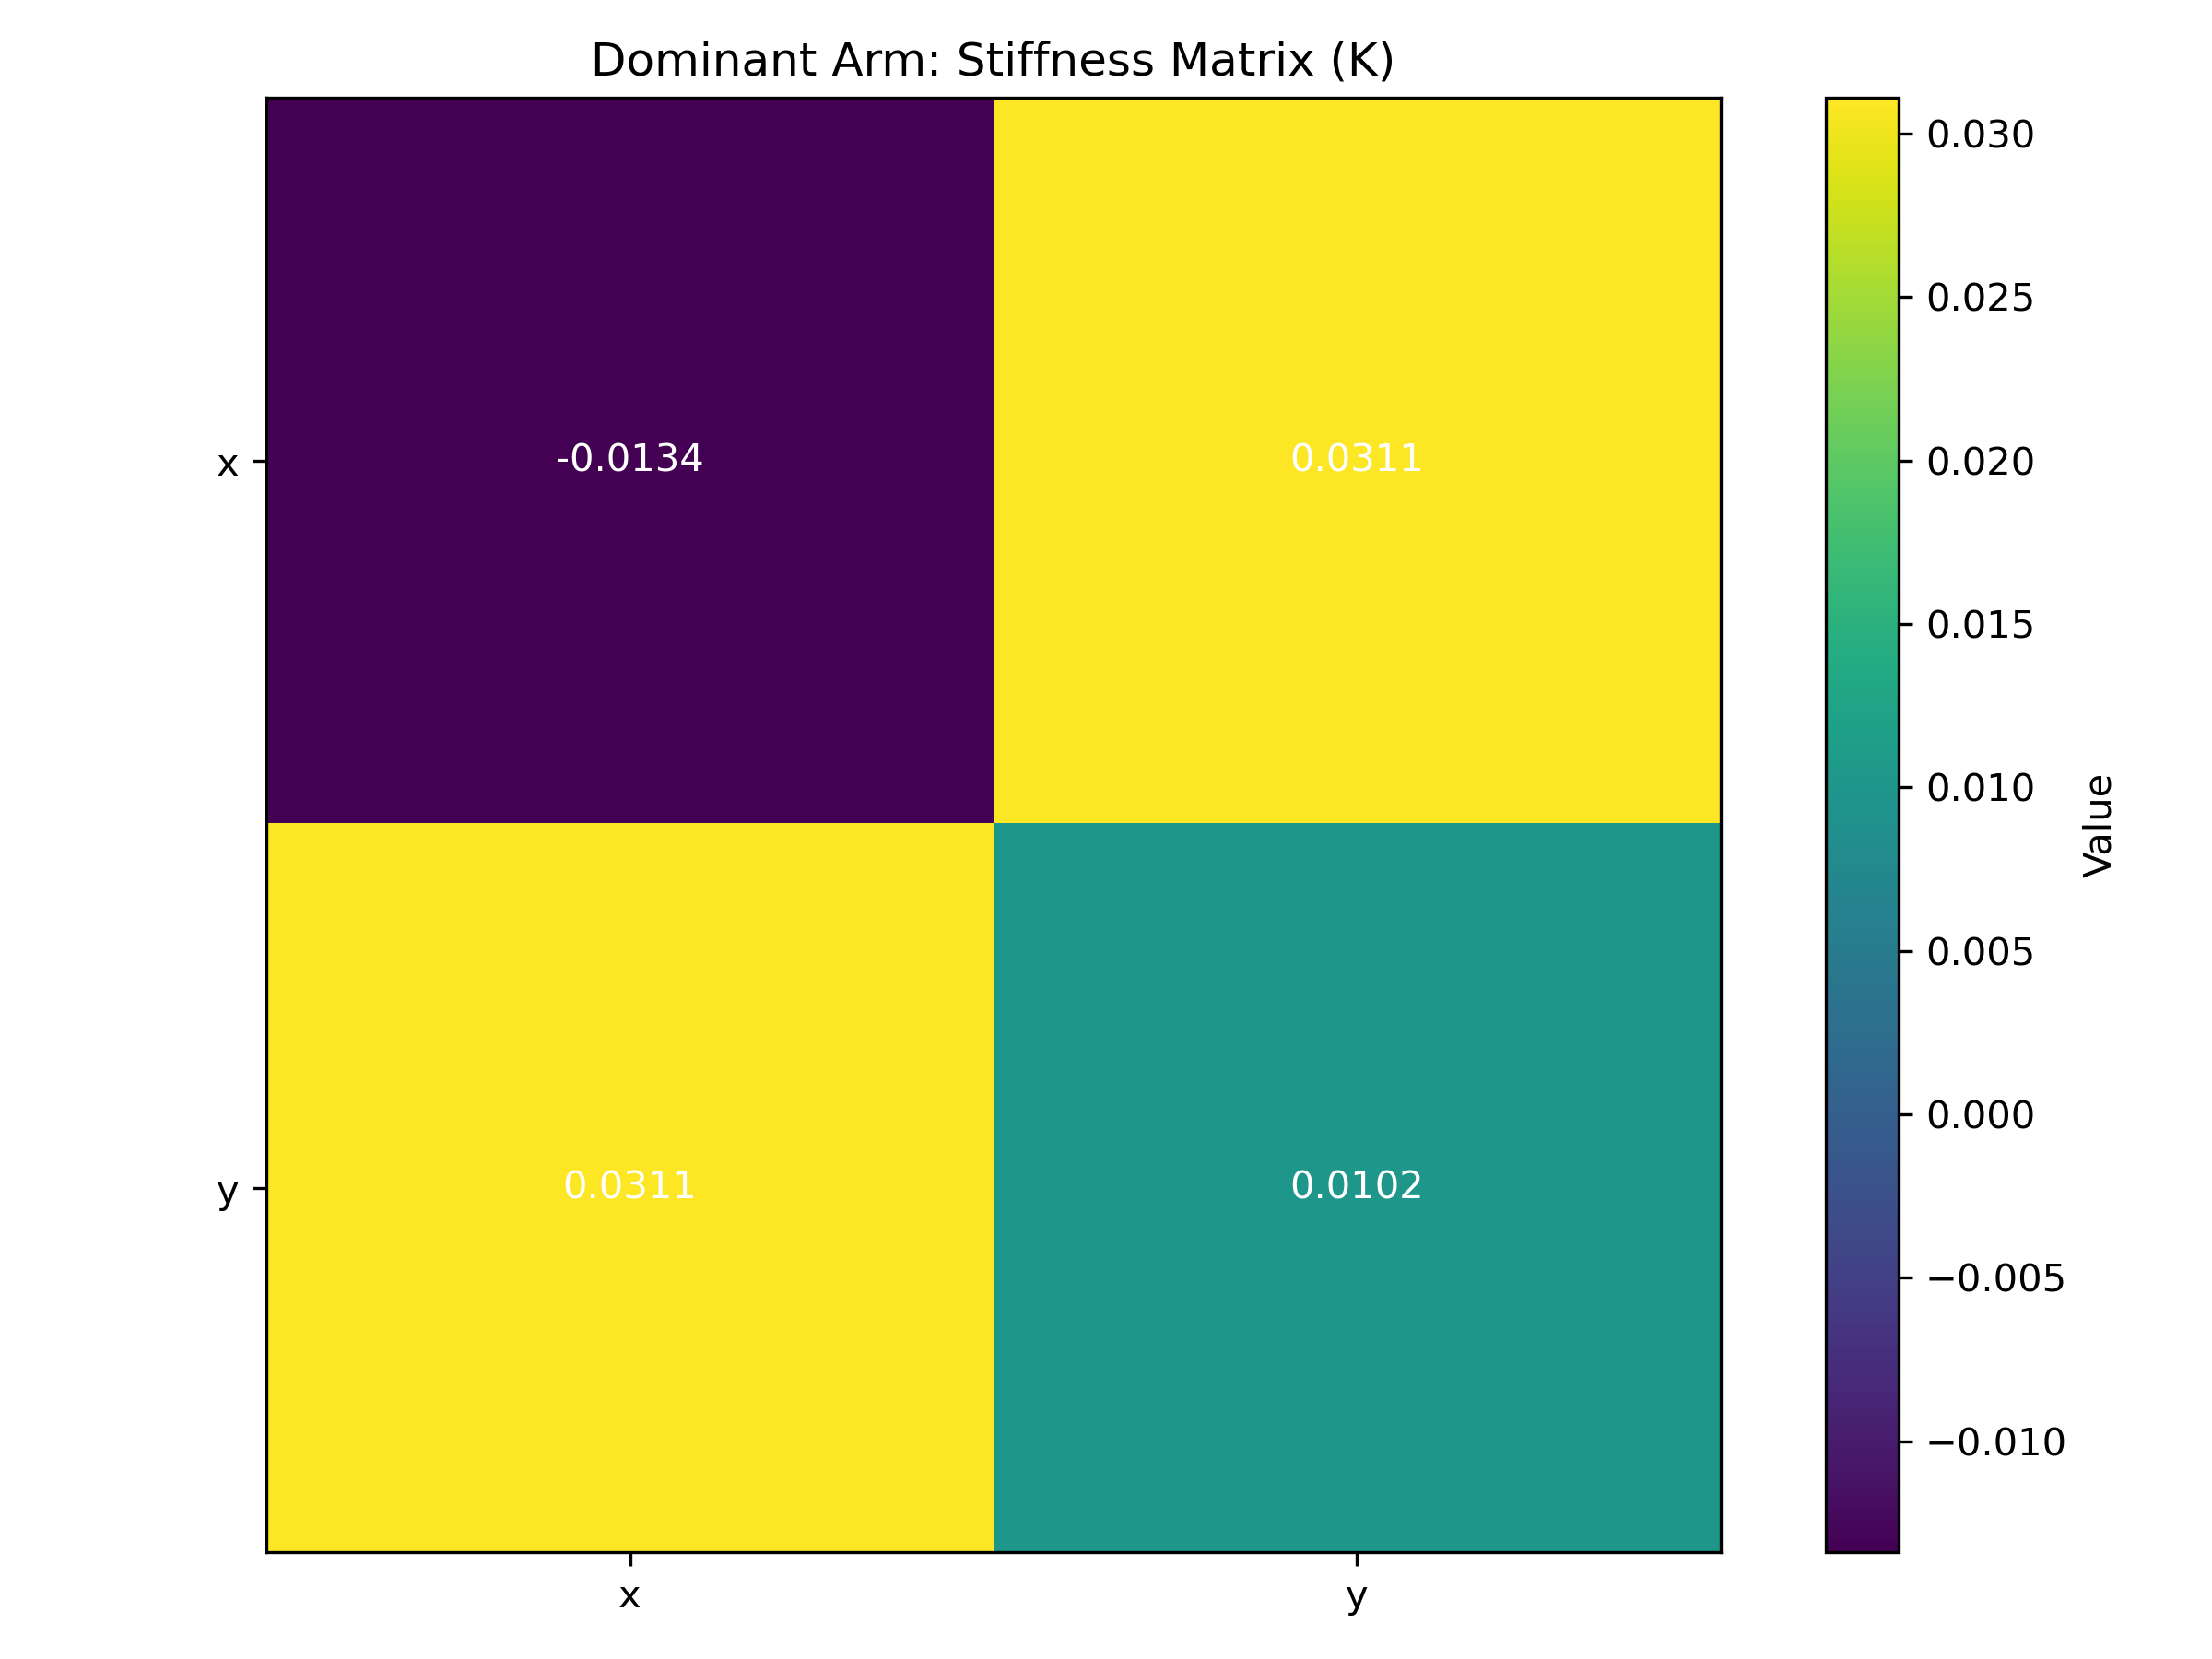 Dominant Arm: Stiffness Matrix (K)
x
-0.0134
0.0311
y
0.0311
0.0102
x
y
0.030
0.025
0.020
0.015
0.010
0.005
0.000
−0.005
−0.010
Value